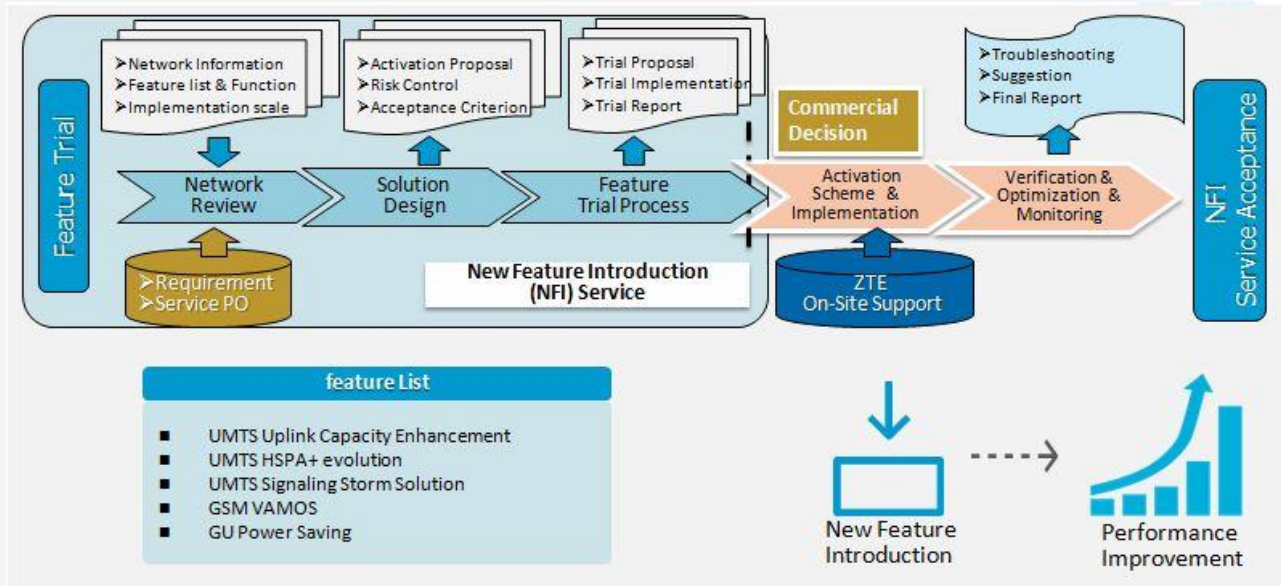 Feature Trial
➢Network Information
➢Feature list & Function
➢Implementation scale
➢Activation Proposal
➢Risk Control
➢Acceptance Criterion
➢Trial Proposal
➢Trial Implementation
➢Trial Report
Commercial
Decision
➢Troubleshooting
➢Suggestion
➢Final Report
Network
Review
Solution
Design
Feature
Trial Process
Activation
Scheme &
Implementation
Verification &
Optimization &
Monitoring
NFI
Service Acceptance
➢Requirement
➢Service PO
New Feature Introduction
(NFI) Service
ZTE
On-Site Support
feature List
■ UMTS Uplink Capacity Enhancement
■ UMTS HSPA+ evolution
■ UMTS Signaling Storm Solution
■ GSM VAMOS
■ GU Power Saving
New Feature
Introduction
Performance
Improvement